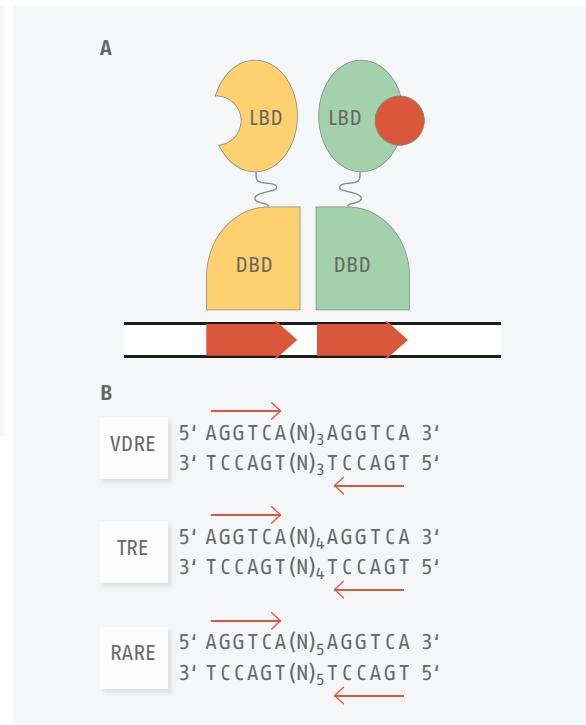 A
LBD LBD
DBD DBD
B
VDRE
5‘ AGGTCA(N)₃AGGTCA 3‘
3‘ TCCAGT(N)₃TCCAGT 5‘
TRE
5‘ AGGTCA(N)₄AGGTCA 3‘
3‘ TCCAGT(N)₄TCCAGT 5‘
RARE
5‘ AGGTCA(N)₅AGGTCA 3‘
3‘ TCCAGT(N)₅TCCAGT 5‘